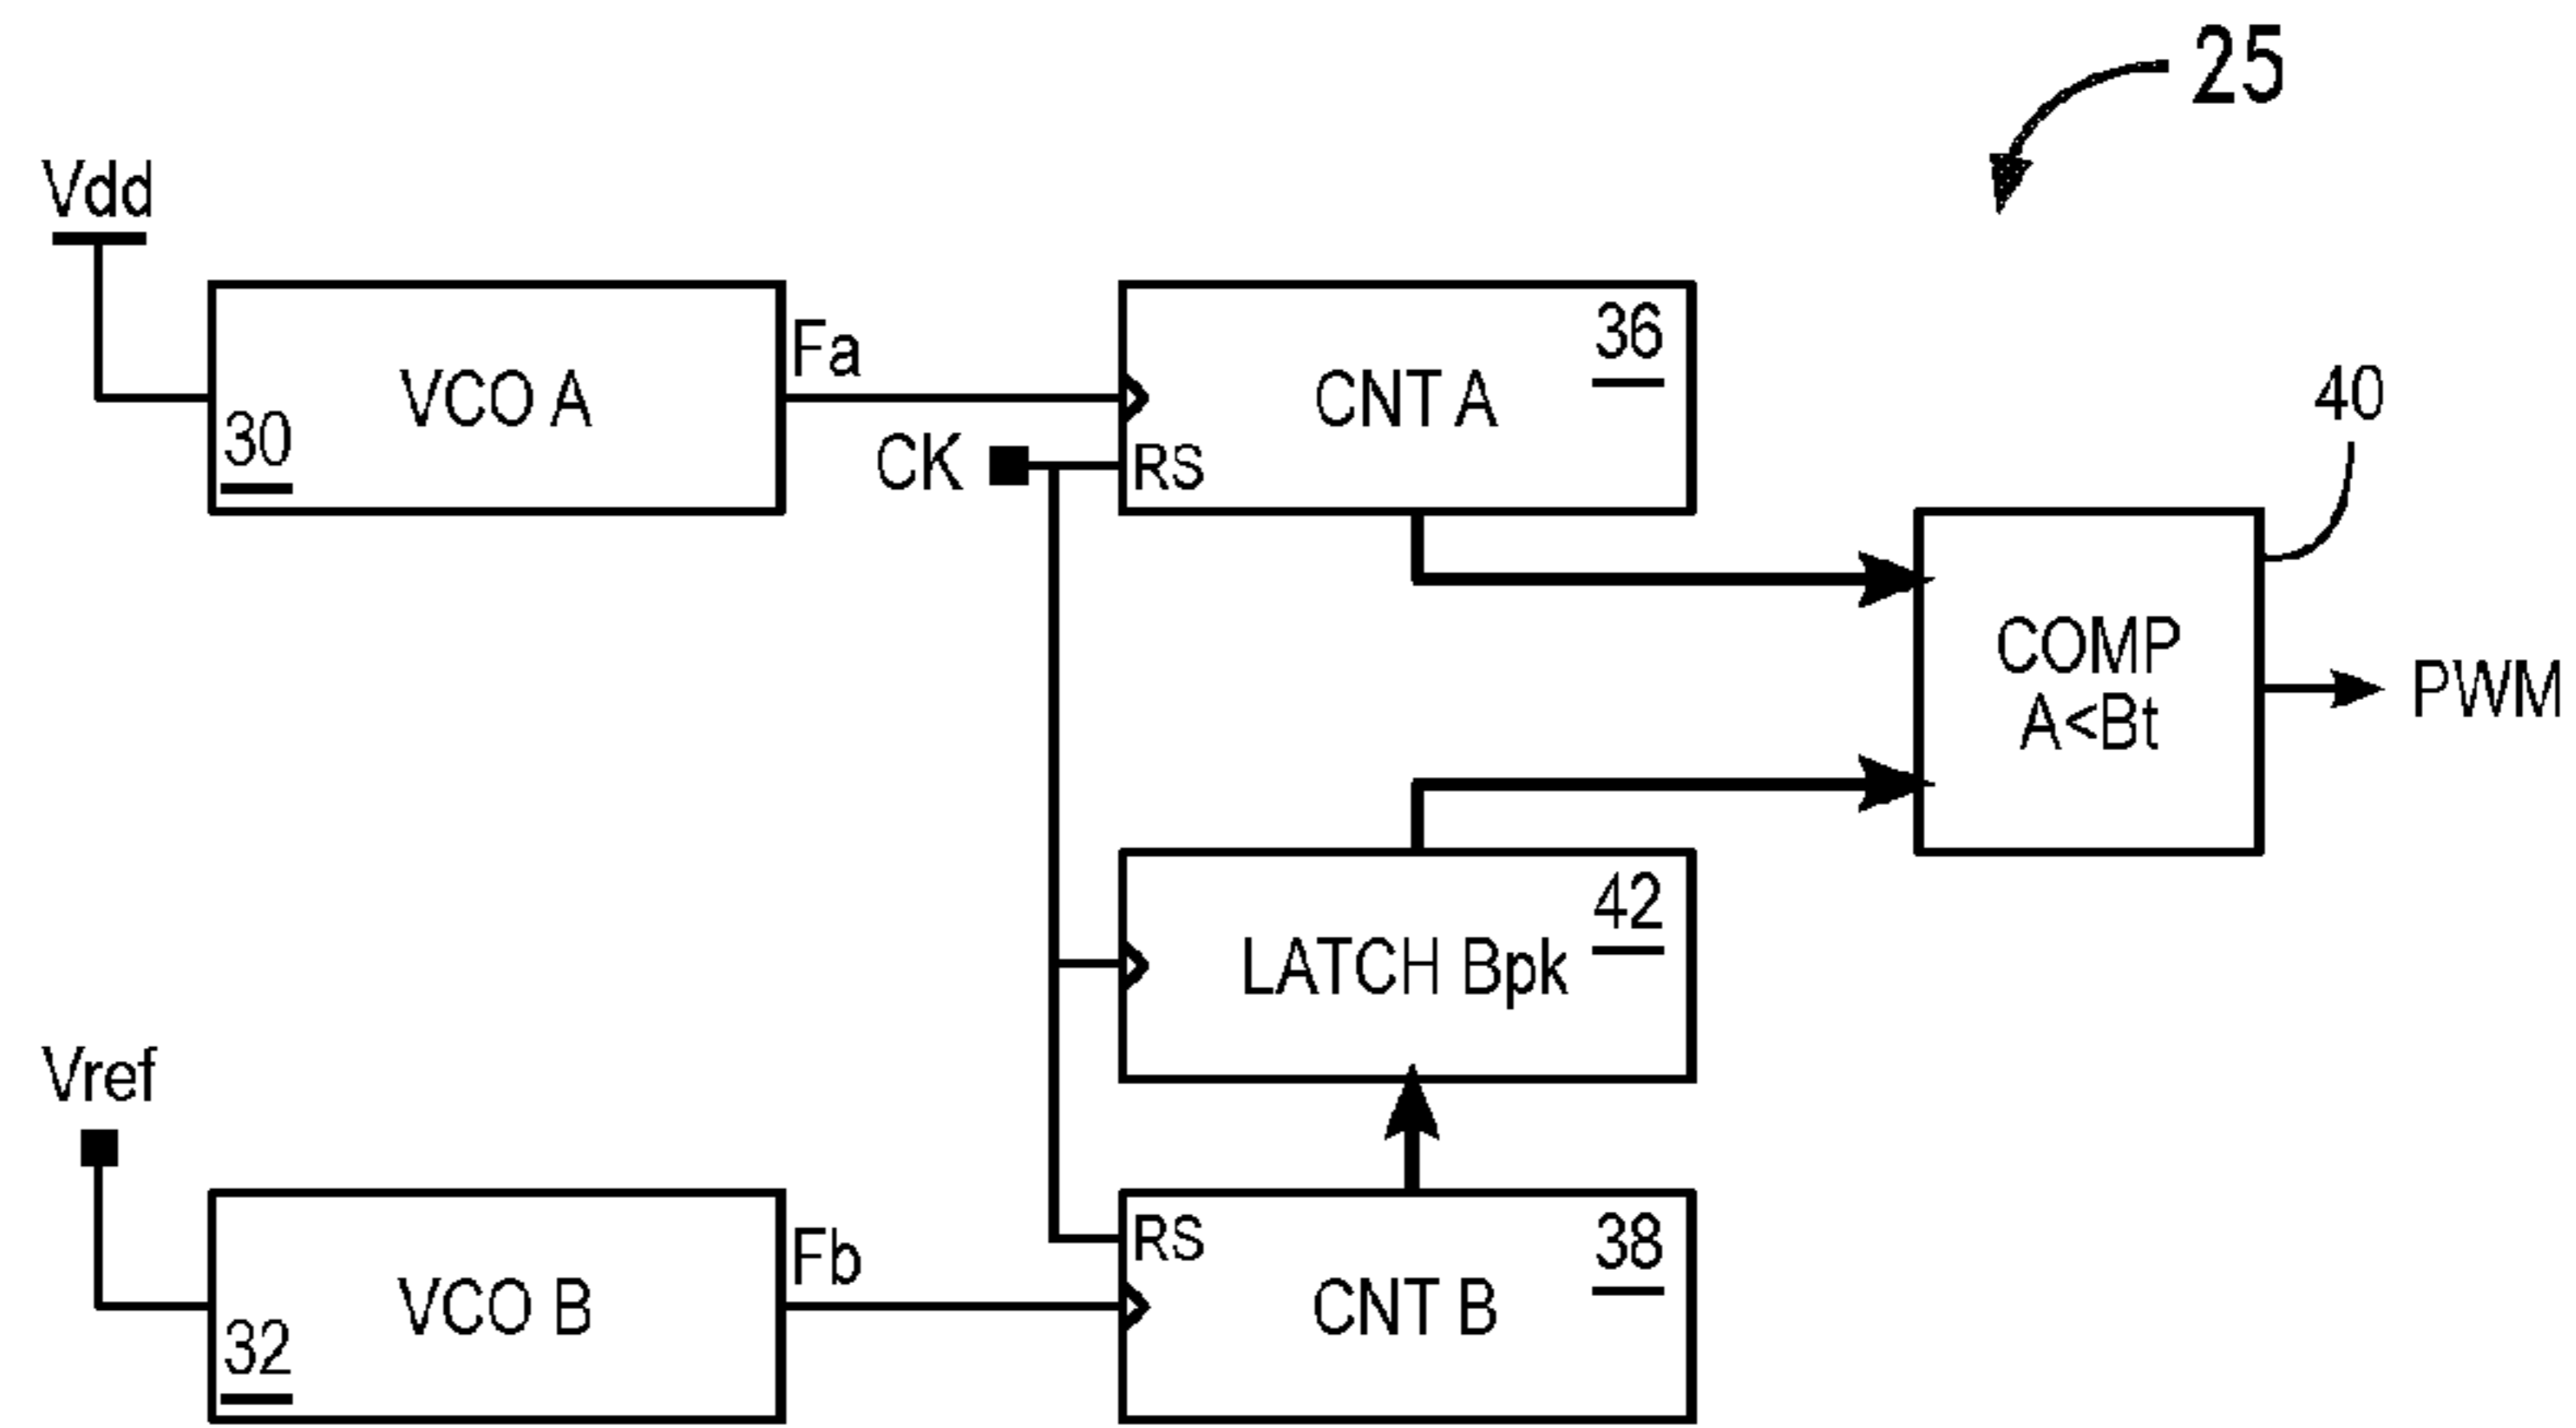 25
Vdd
VCO A
30
Fa
CK
RS
CNT A
36
40
COMP
A<Bt
PWM
LATCH Bpk
42
Vref
VCO B
32
Fb
RS
CNT B
38